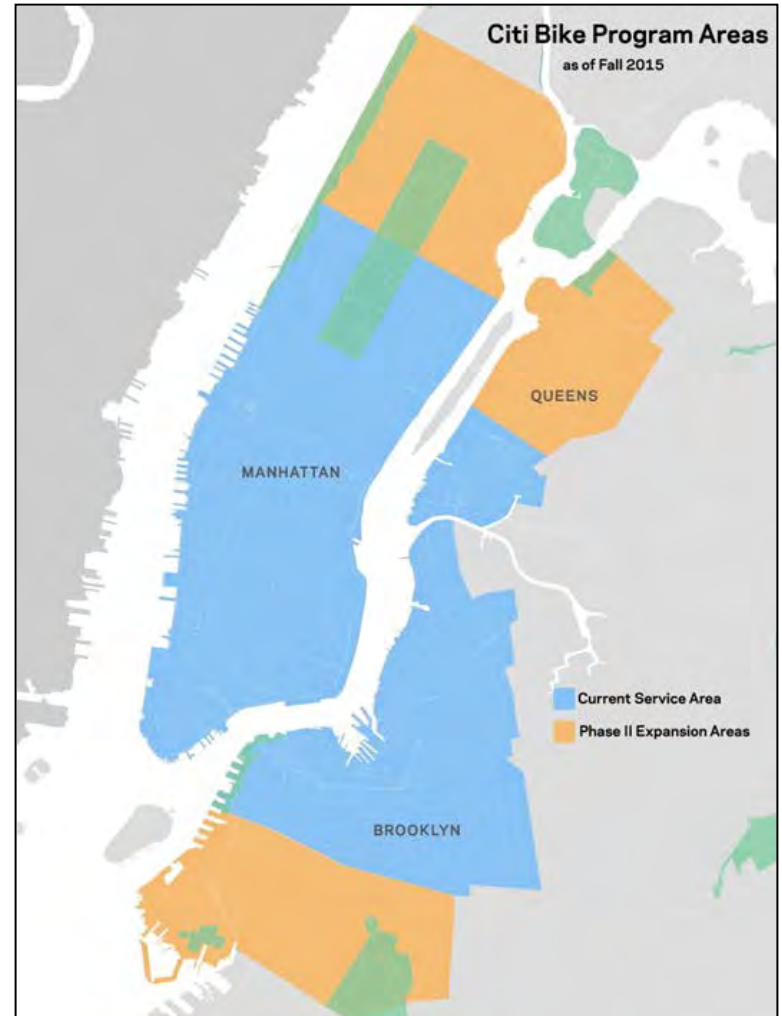 Citi Bike Program Areas
as of Fall 2015
QUEENS
MANHATTAN
Current Service Area
Phase II Expansion Areas
BROOKLYN